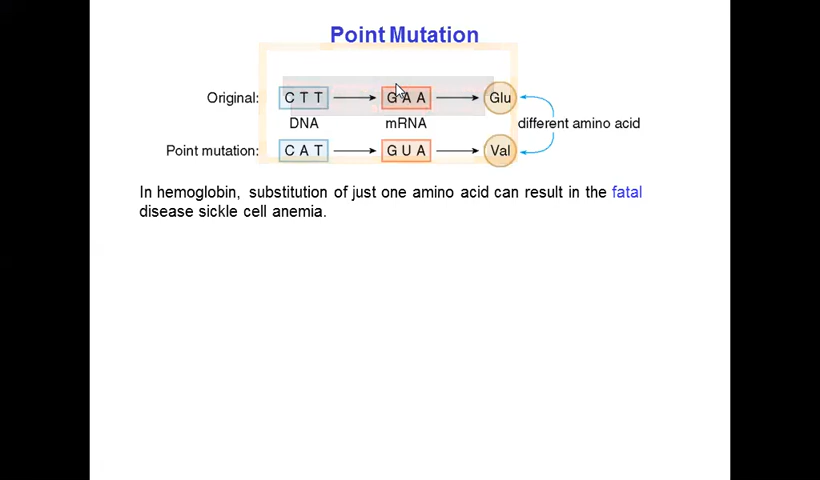 Point Mutation
Original: C T T G A A Glu
DNA mRNA different amino acid
Point mutation: C A T G U A Val
In hemoglobin, substitution of just one amino acid can result in the fatal
disease sickle cell anemia.